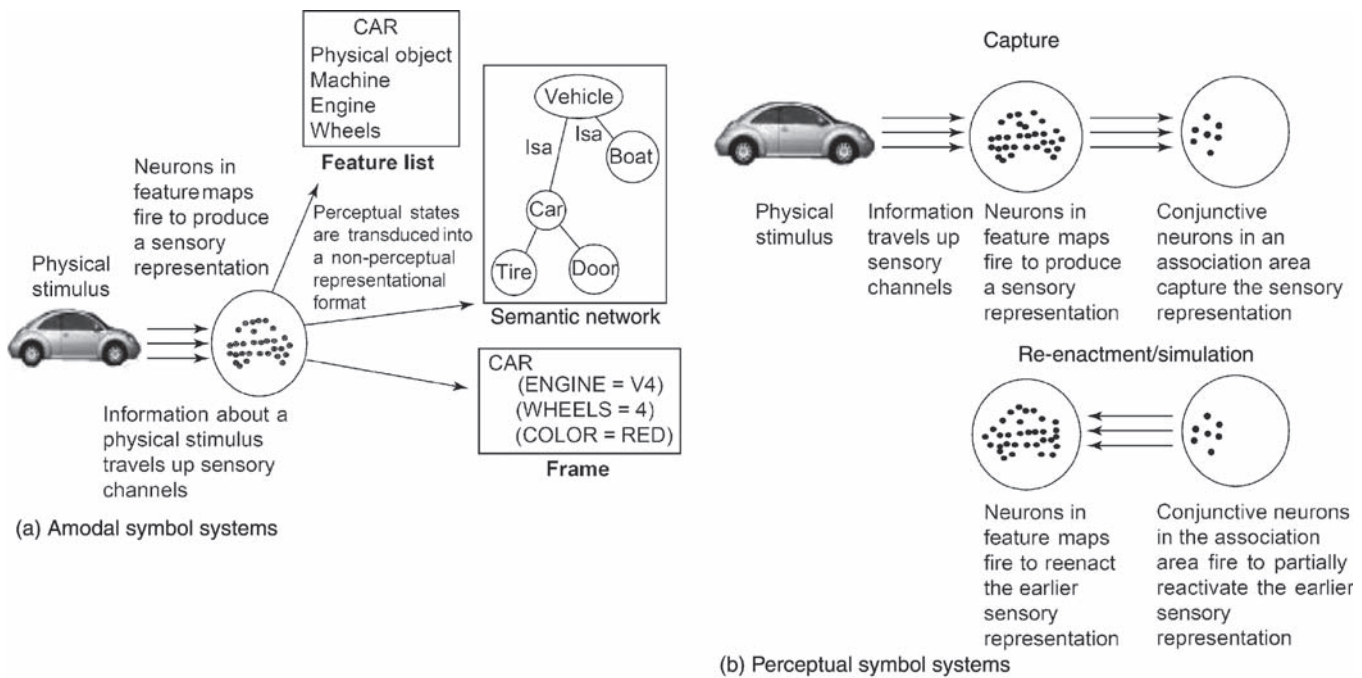 CAR
Physical object
Machine
Engine
Wheels
Feature list
Vehicle
Isa
Isa
Boat
Car
Tire
Door
Semantic network
Neurons in
feature maps
fire to produce
a sensory
representation
Perceptual states
are transduced into
a non-perceptual
representational
format
Physical
stimulus
CAR
(ENGINE = V4)
(WHEELS = 4)
(COLOR = RED)
Frame
Information about a
physical stimulus
travels up sensory
channels
(a) Amodal symbol systems
Capture
Physical
stimulus
Information
travels up
sensory
channels
Neurons in
feature maps
fire to produce
a sensory
representation
Conjunctive
neurons in an
association area
capture the sensory
representation
Re-enactment/simulation
Neurons in
feature maps
fire to reenact
the earlier
sensory
representation
Conjunctive neurons
in the association
area fire to partially
reactivate the earlier
sensory
representation
(b) Perceptual symbol systems